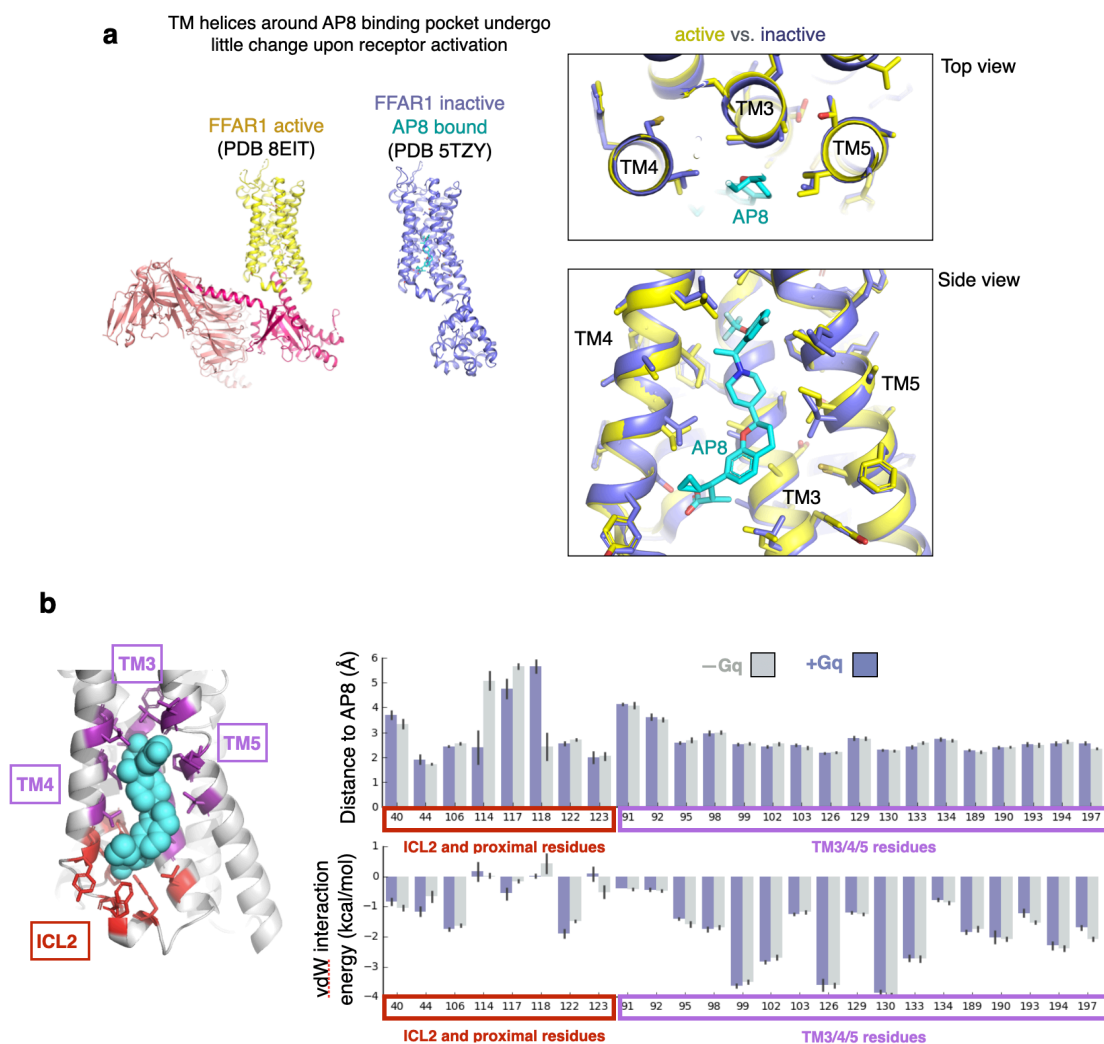 a
TM helices around AP8 binding pocket undergo
little change upon receptor activation
FFAR1 active
(PDB 8EIT)
FFAR1 inactive
AP8 bound
(PDB 5TZY)
active vs. inactive
Top view
TM3
TM4
TM5
AP8
Side view
TM4
TM5
AP8
TM3
b
TM3
TM5
TM4
ICL2
Distance to AP8 (Å)
6
5
4
3
2
1
0
—Gq
+Gq
40 44 106 114 117 118 122 123 91 92 95 98 99 102 103 126 129 130 133 134 189 190 193 194 197
ICL2 and proximal residues
TM3/4/5 residues
vdW interaction
energy (kcal/mol)
1
0
−1
−2
−3
−4
40 44 106 114 117 118 122 123 91 92 95 98 99 102 103 126 129 130 133 134 189 190 193 194 197
ICL2 and proximal residues
TM3/4/5 residues